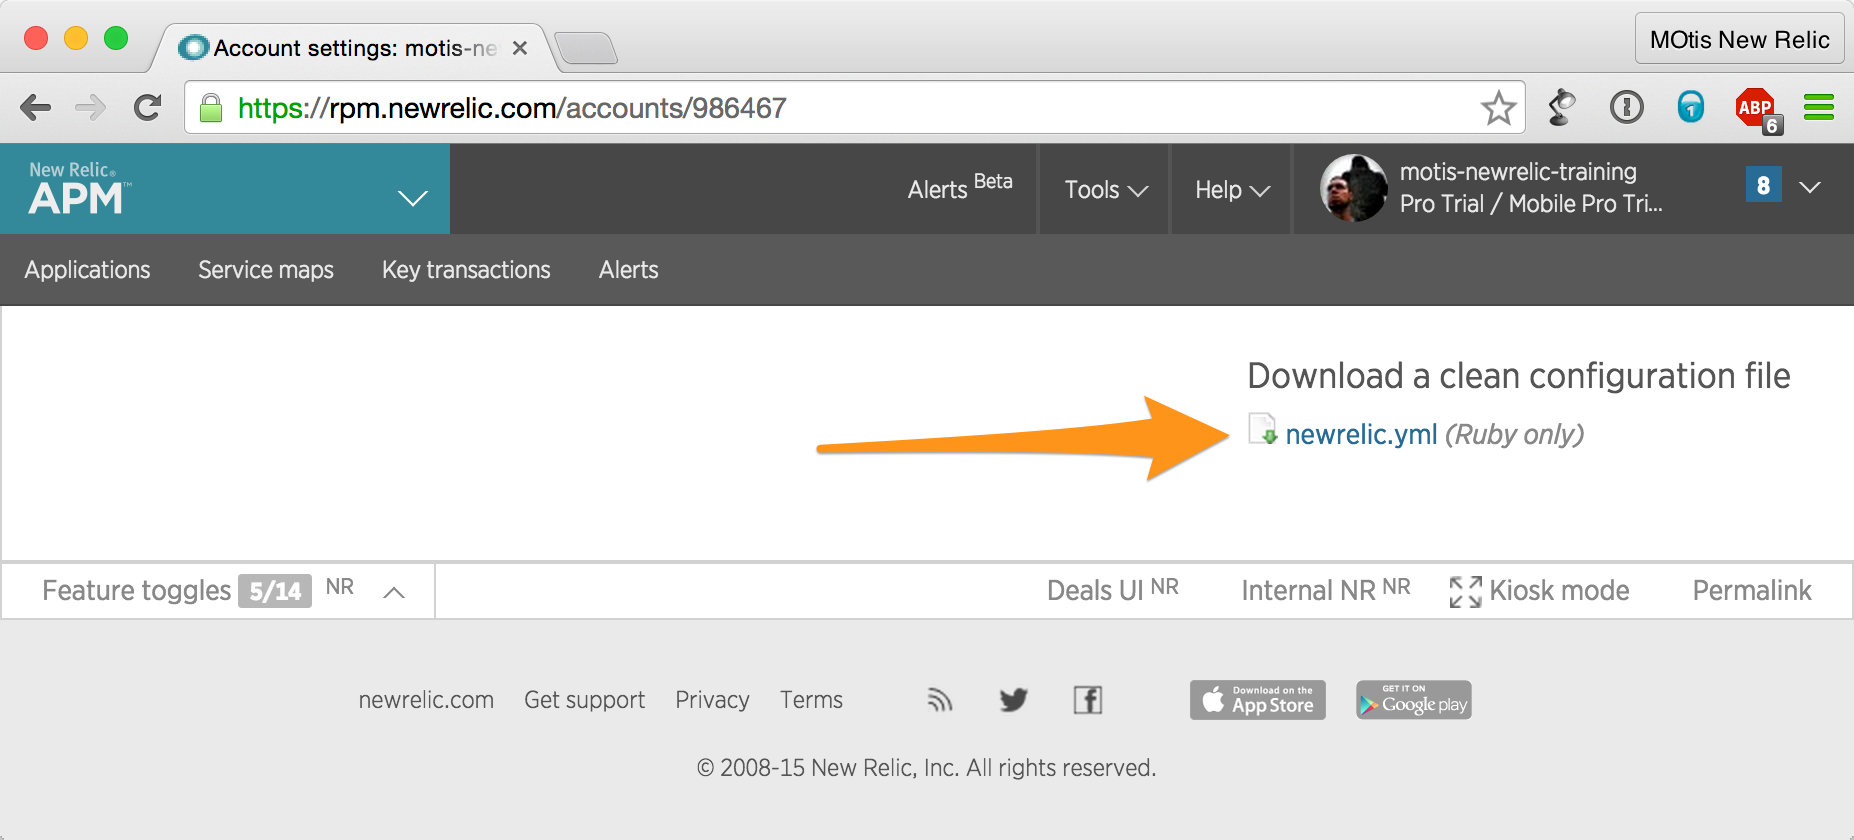 Account settings: motis-ne
MOtis New Relic
https://rpm.newrelic.com/accounts/986467
1
ABP
6
New Relic®
APM™
Alerts Beta
Tools
Help
motis-newrelic-training
Pro Trial / Mobile Pro Tri...
8
Applications
Service maps
Key transactions
Alerts
Download a clean configuration file
newrelic.yml (Ruby only)
Feature toggles 5/14 NR
Deals UI NR
Internal NR NR
Kiosk mode
Permalink
newrelic.com
Get support
Privacy
Terms
Download on the
App Store
GET IT ON
Google play
© 2008-15 New Relic, Inc. All rights reserved.